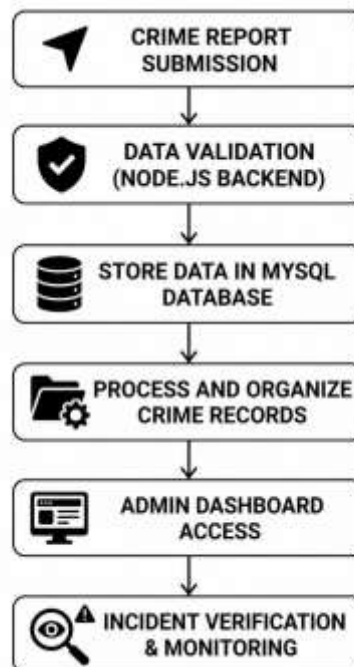 CRIME REPORT
SUBMISSION
DATA VALIDATION
(NODE.JS BACKEND)
STORE DATA IN MYSQL
DATABASE
PROCESS AND ORGANIZE
CRIME RECORDS
ADMIN DASHBOARD
ACCESS
INCIDENT VERIFICATION
& MONITORING